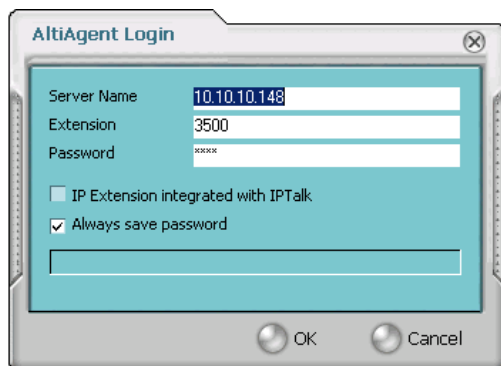 AltiAgent Login
Server Name 10.10.10.148
Extension 3500
Password ****
IP Extension integrated with IPTalk
Always save password
OK Cancel